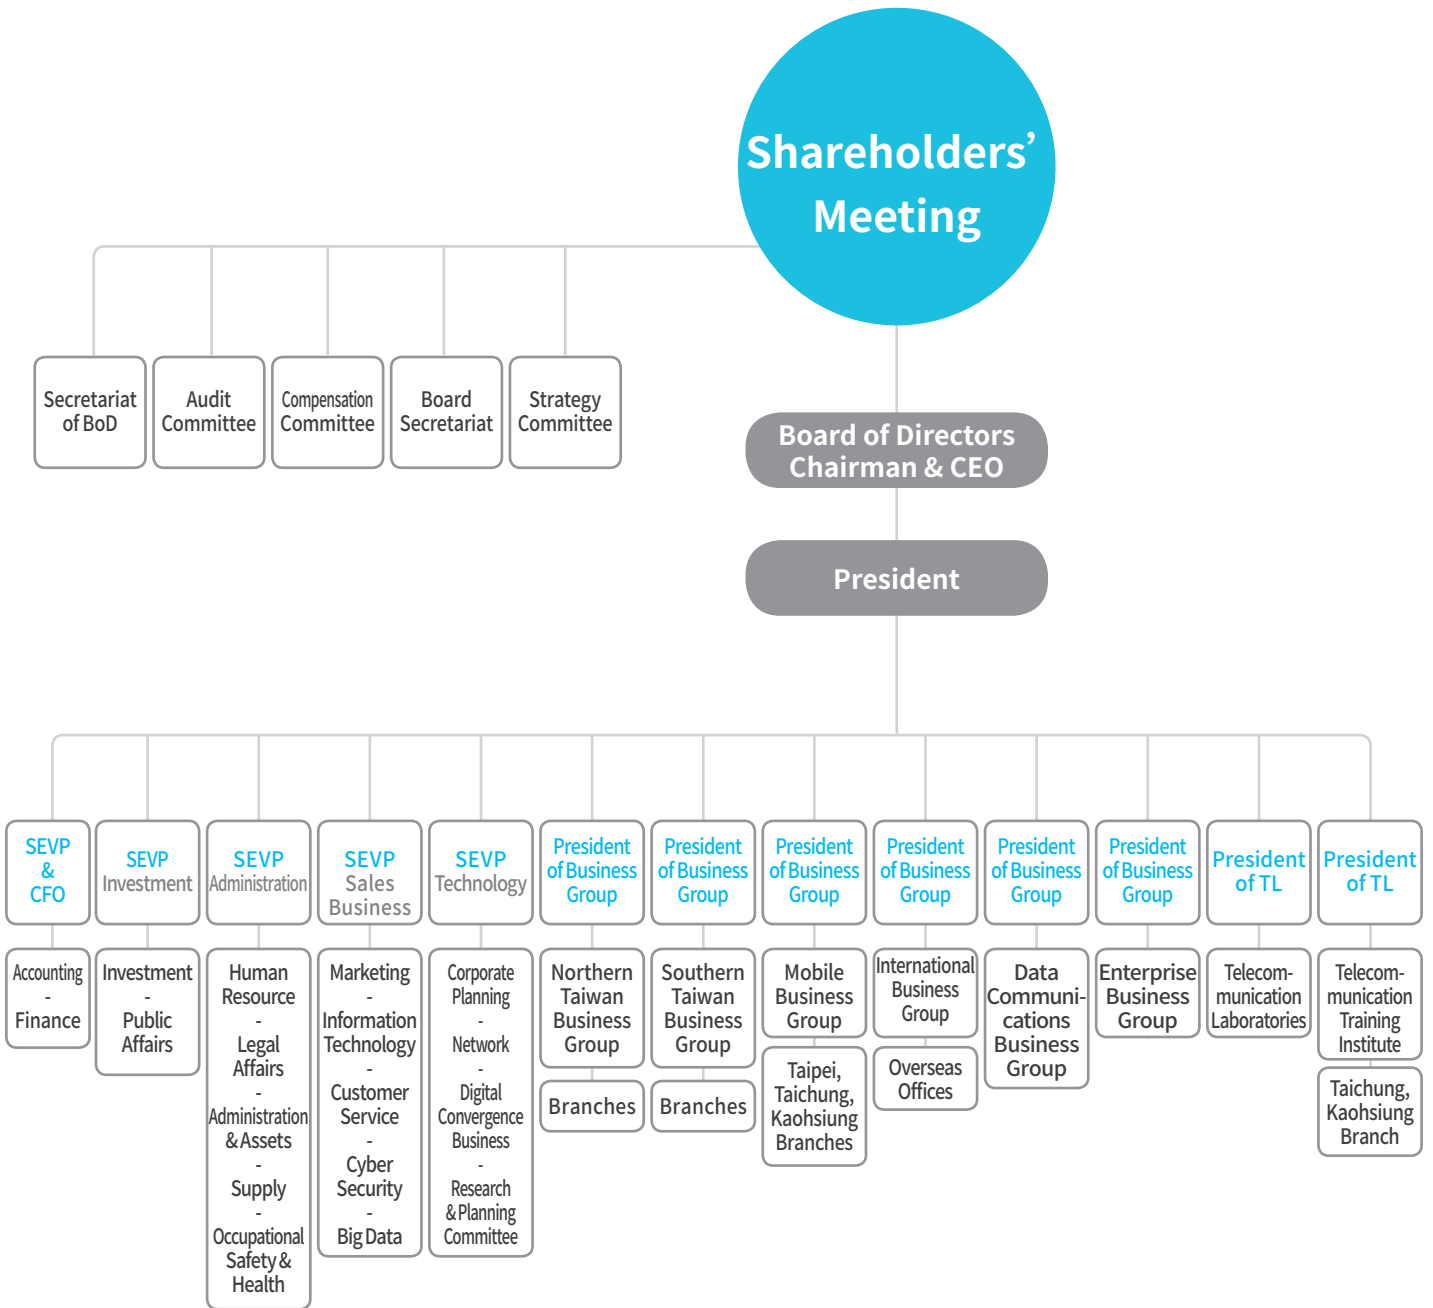 Shareholders’
Meeting
Secretariat
of BoD
Audit
Committee
Compensation
Committee
Board
Secretariat
Strategy
Committee
Board of Directors
Chairman & CEO
President
SEVP
&
CFO
SEVP
Investment
SEVP
Administration
SEVP
Sales
Business
SEVP
Technology
President
of Business
Group
President
of Business
Group
President
of Business
Group
President
of Business
Group
President
of Business
Group
President
of Business
Group
President
of TL
President
of TL
Accounting
-
Finance
Investment
-
Public
Affairs
Human
Resource
-
Legal
Affairs
-
Administration
& Assets
-
Supply
-
Occupational
Safety &
Health
Marketing
-
Information
Technology
-
Customer
Service
-
Cyber
Security
-
Big Data
Corporate
Planning
-
Network
-
Digital
Convergence
Business
-
Research
& Planning
Committee
Northern
Taiwan
Business
Group
Branches
Southern
Taiwan
Business
Group
Branches
Mobile
Business
Group
Taipei,
Taichung,
Kaohsiung
Branches
International
Business
Group
Overseas
Offices
Data
Communi-
cations
Business
Group
Enterprise
Business
Group
Telecom-
munication
Laboratories
Telecom-
munication
Training
Institute
Taichung,
Kaohsiung
Branch